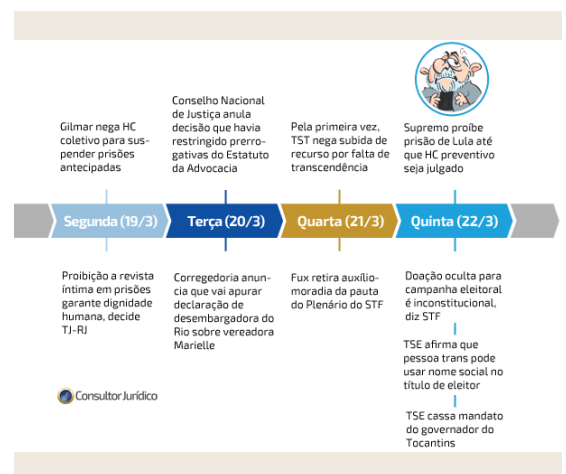 Gilmar nega HC
coletivo para sus-
pender prisões
antecipadas
Conselho Nacional
de Justiça anula
decisão que havia
restringido prerro-
gativas do Estatuto
da Advocacia
Pela primeira vez,
TST nega subida de
recurso por falta de
transcendência
Supremo proíbe
prisão de Lula até
que HC preventivo
seja julgado
Segunda (19/3)
Terça (20/3)
Quarta (21/3)
Quinta (22/3)
Proibição a revista
íntima em prisões
garante dignidade
humana, decide
TJ-RJ
Corregedoria anun-
cia que vai apurar
declaração de
desembargadora do
Rio sobre vereadora
Marielle
Fux retira auxílio-
moradia da pauta
do Plenário do STF
Doação oculta para
campanha eleitoral
é inconstitucional,
diz STF
TSE afirma que
pessoa trans pode
usar nome social no
título de eleitor
TSE cassa mandato
do governador do
Tocantins
Consultor Jurídico